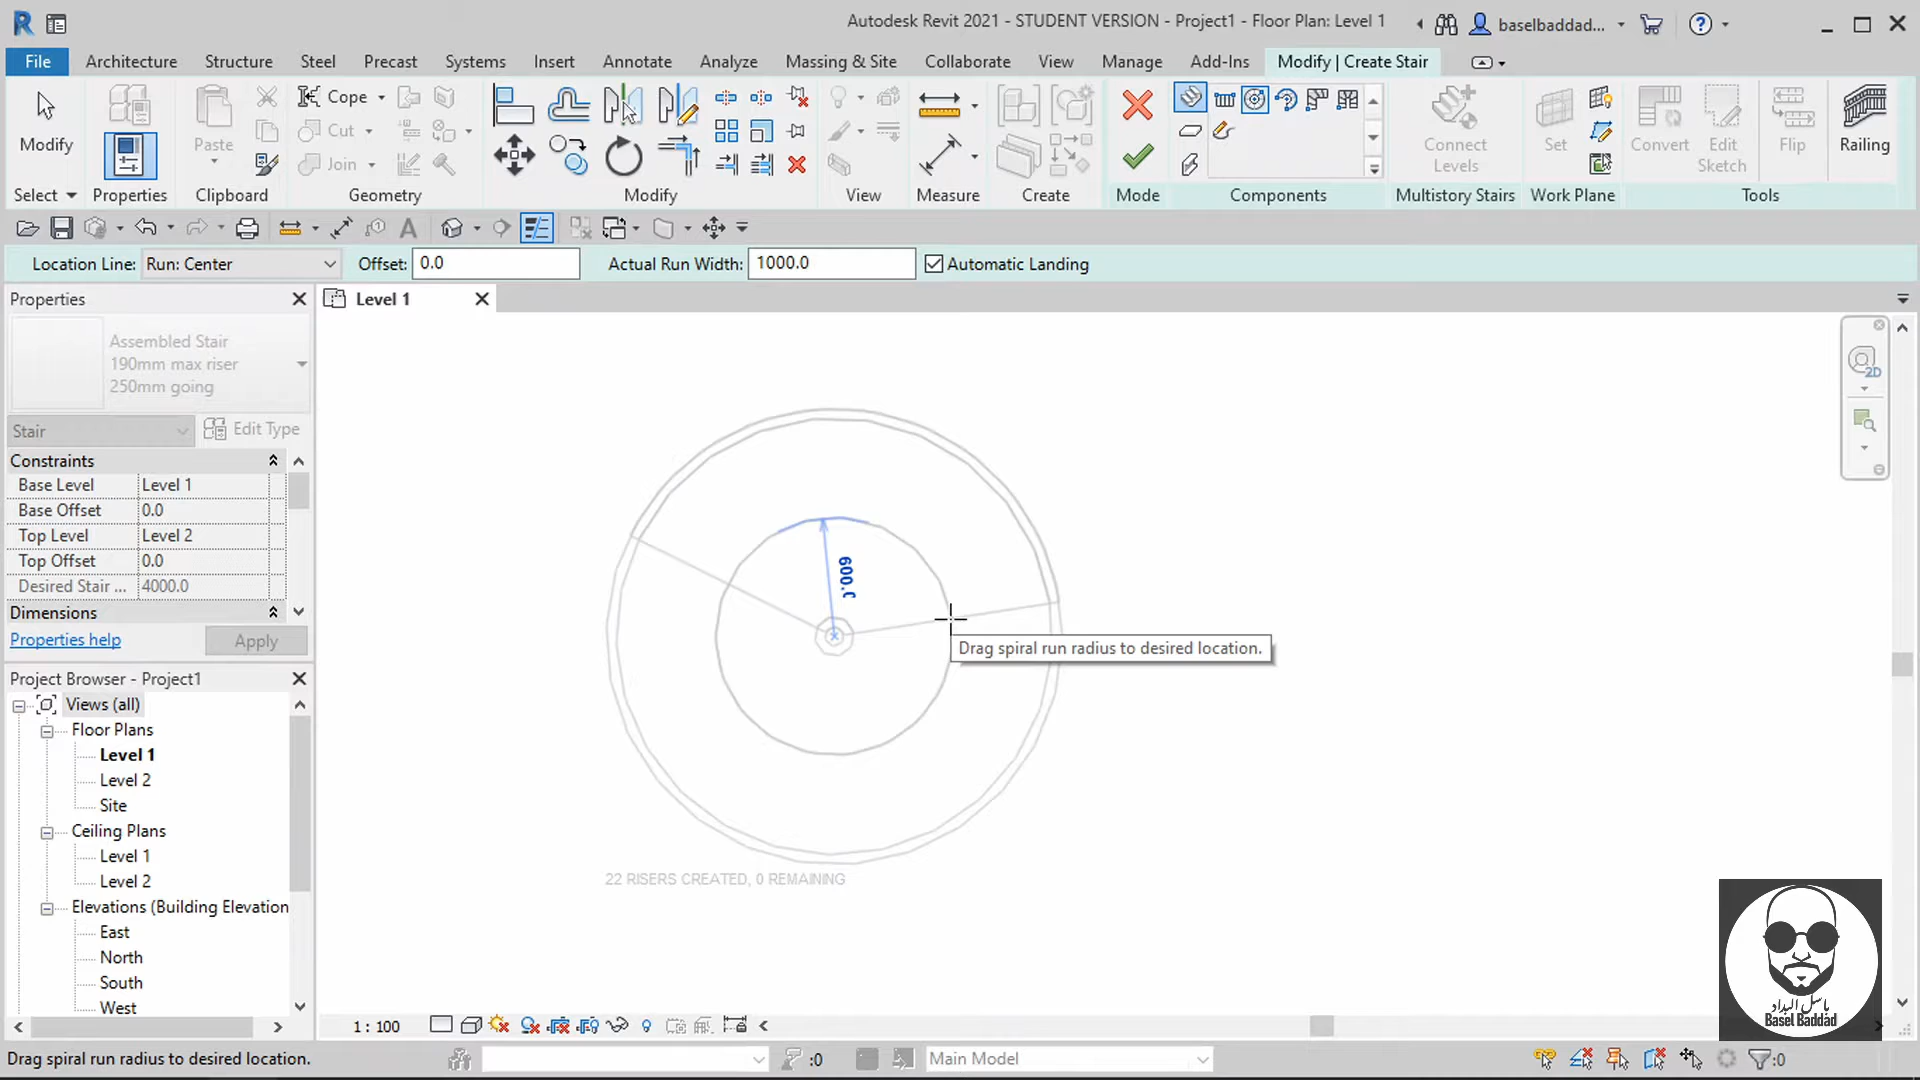 Autodesk Revit 2021 - STUDENT VERSION - Project1 - Floor Plan: Level 1
baselbaddad...
File Architecture Structure Steel Precast Systems Insert Annotate Analyze Massing & Site Collaborate View Manage Add-Ins Modify | Create Stair
Modify
Paste
Cope
Cut
Join
Connect Levels
Set
Convert
Edit Sketch
Flip
Railing
Select Properties Clipboard Geometry Modify View Measure Create Mode Components Multistory Stairs Work Plane Tools
Location Line: Run: Center Offset: 0.0 Actual Run Width: 1000.0 Automatic Landing
Properties
Level 1
Assembled Stair
190mm max riser
250mm going
Stair Edit Type
Constraints
Base Level Level 1
Base Offset 0.0
Top Level Level 2
Top Offset 0.0
Desired Stair ... 4000.0
Dimensions
Properties help Apply
Project Browser - Project1
Views (all)
Floor Plans
Level 1
Level 2
Site
Ceiling Plans
Level 1
Level 2
Elevations (Building Elevation
East
North
South
West
600.0
Drag spiral run radius to desired location.
22 RISERS CREATED, 0 REMAINING
2D
باسل البداد
Basel Baddad
1 : 100
Drag spiral run radius to desired location.
:0
Main Model
:0